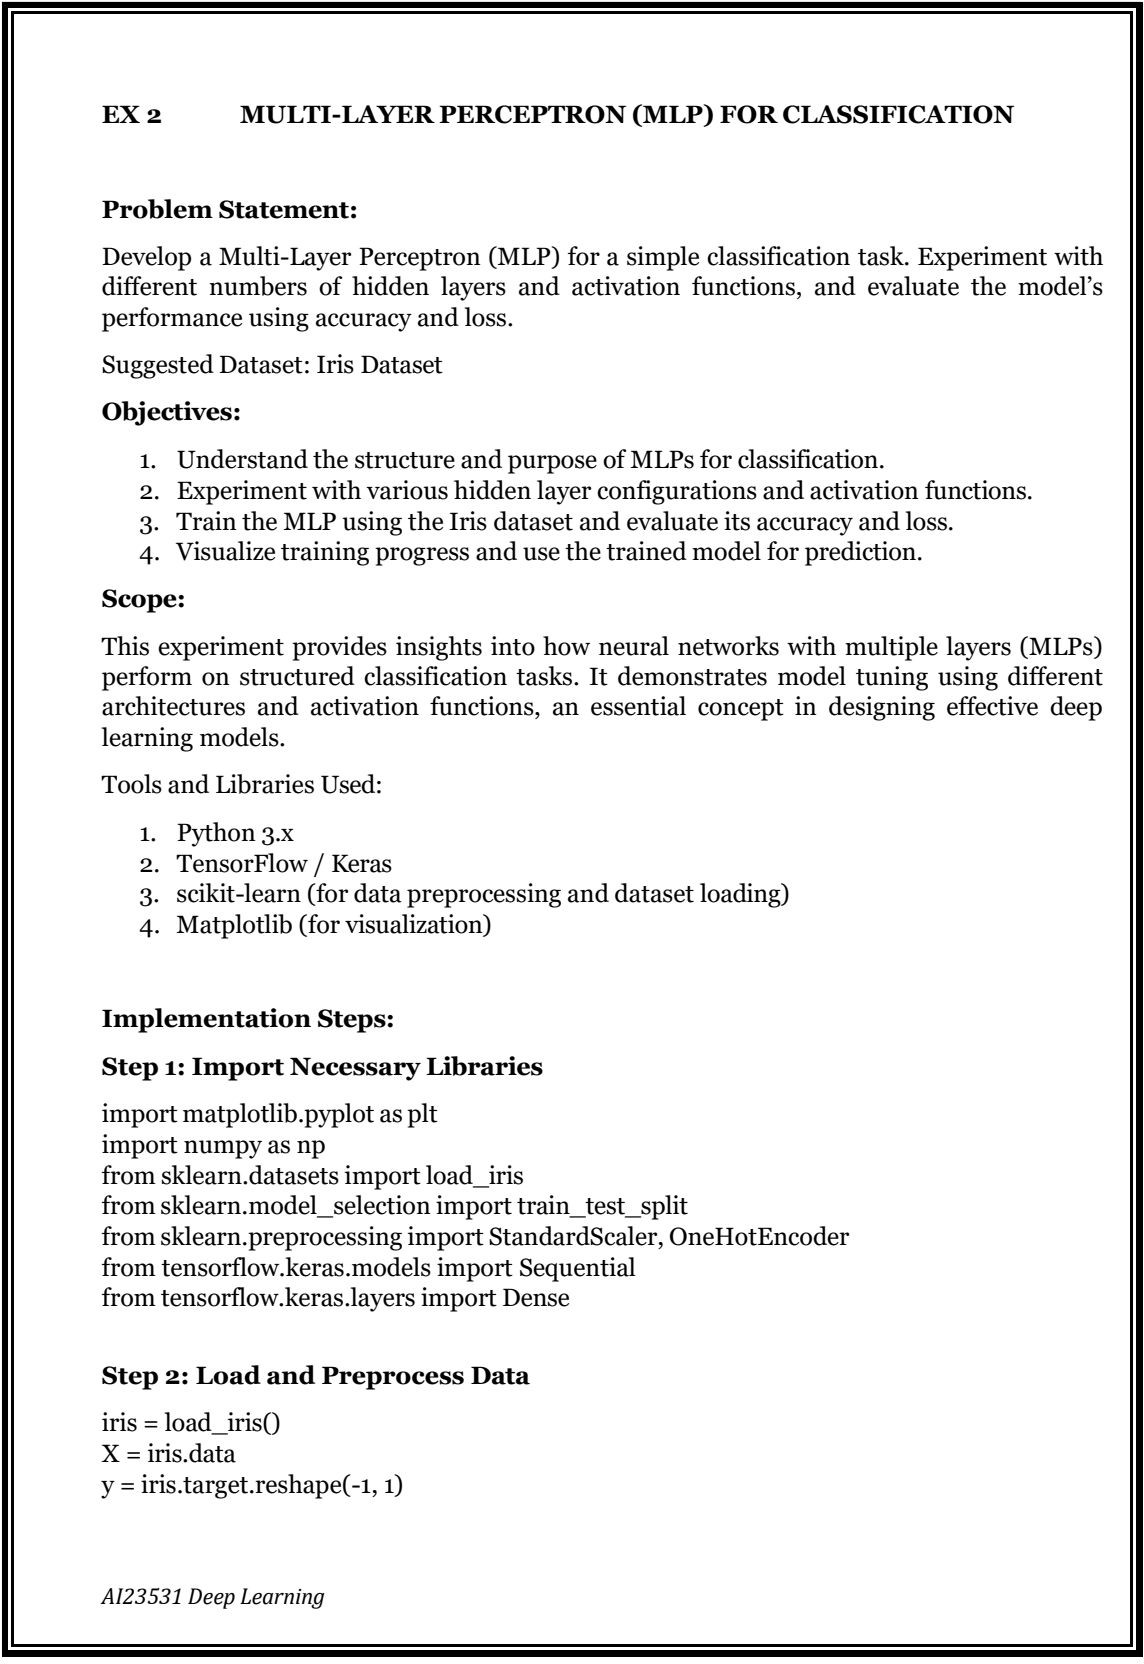 EX 2 MULTI-LAYER PERCEPTRON (MLP) FOR CLASSIFICATION
Problem Statement:
Develop a Multi-Layer Perceptron (MLP) for a simple classification task. Experiment with
different numbers of hidden layers and activation functions, and evaluate the model’s
performance using accuracy and loss.
Suggested Dataset: Iris Dataset
Objectives:
1. Understand the structure and purpose of MLPs for classification.
2. Experiment with various hidden layer configurations and activation functions.
3. Train the MLP using the Iris dataset and evaluate its accuracy and loss.
4. Visualize training progress and use the trained model for prediction.
Scope:
This experiment provides insights into how neural networks with multiple layers (MLPs)
perform on structured classification tasks. It demonstrates model tuning using different
architectures and activation functions, an essential concept in designing effective deep
learning models.
Tools and Libraries Used:
1. Python 3.x
2. TensorFlow / Keras
3. scikit-learn (for data preprocessing and dataset loading)
4. Matplotlib (for visualization)
Implementation Steps:
Step 1: Import Necessary Libraries
import matplotlib.pyplot as plt
import numpy as np
from sklearn.datasets import load_iris
from sklearn.model_selection import train_test_split
from sklearn.preprocessing import StandardScaler, OneHotEncoder
from tensorflow.keras.models import Sequential
from tensorflow.keras.layers import Dense
Step 2: Load and Preprocess Data
iris = load_iris()
X = iris.data
y = iris.target.reshape(-1, 1)
AI23531 Deep Learning